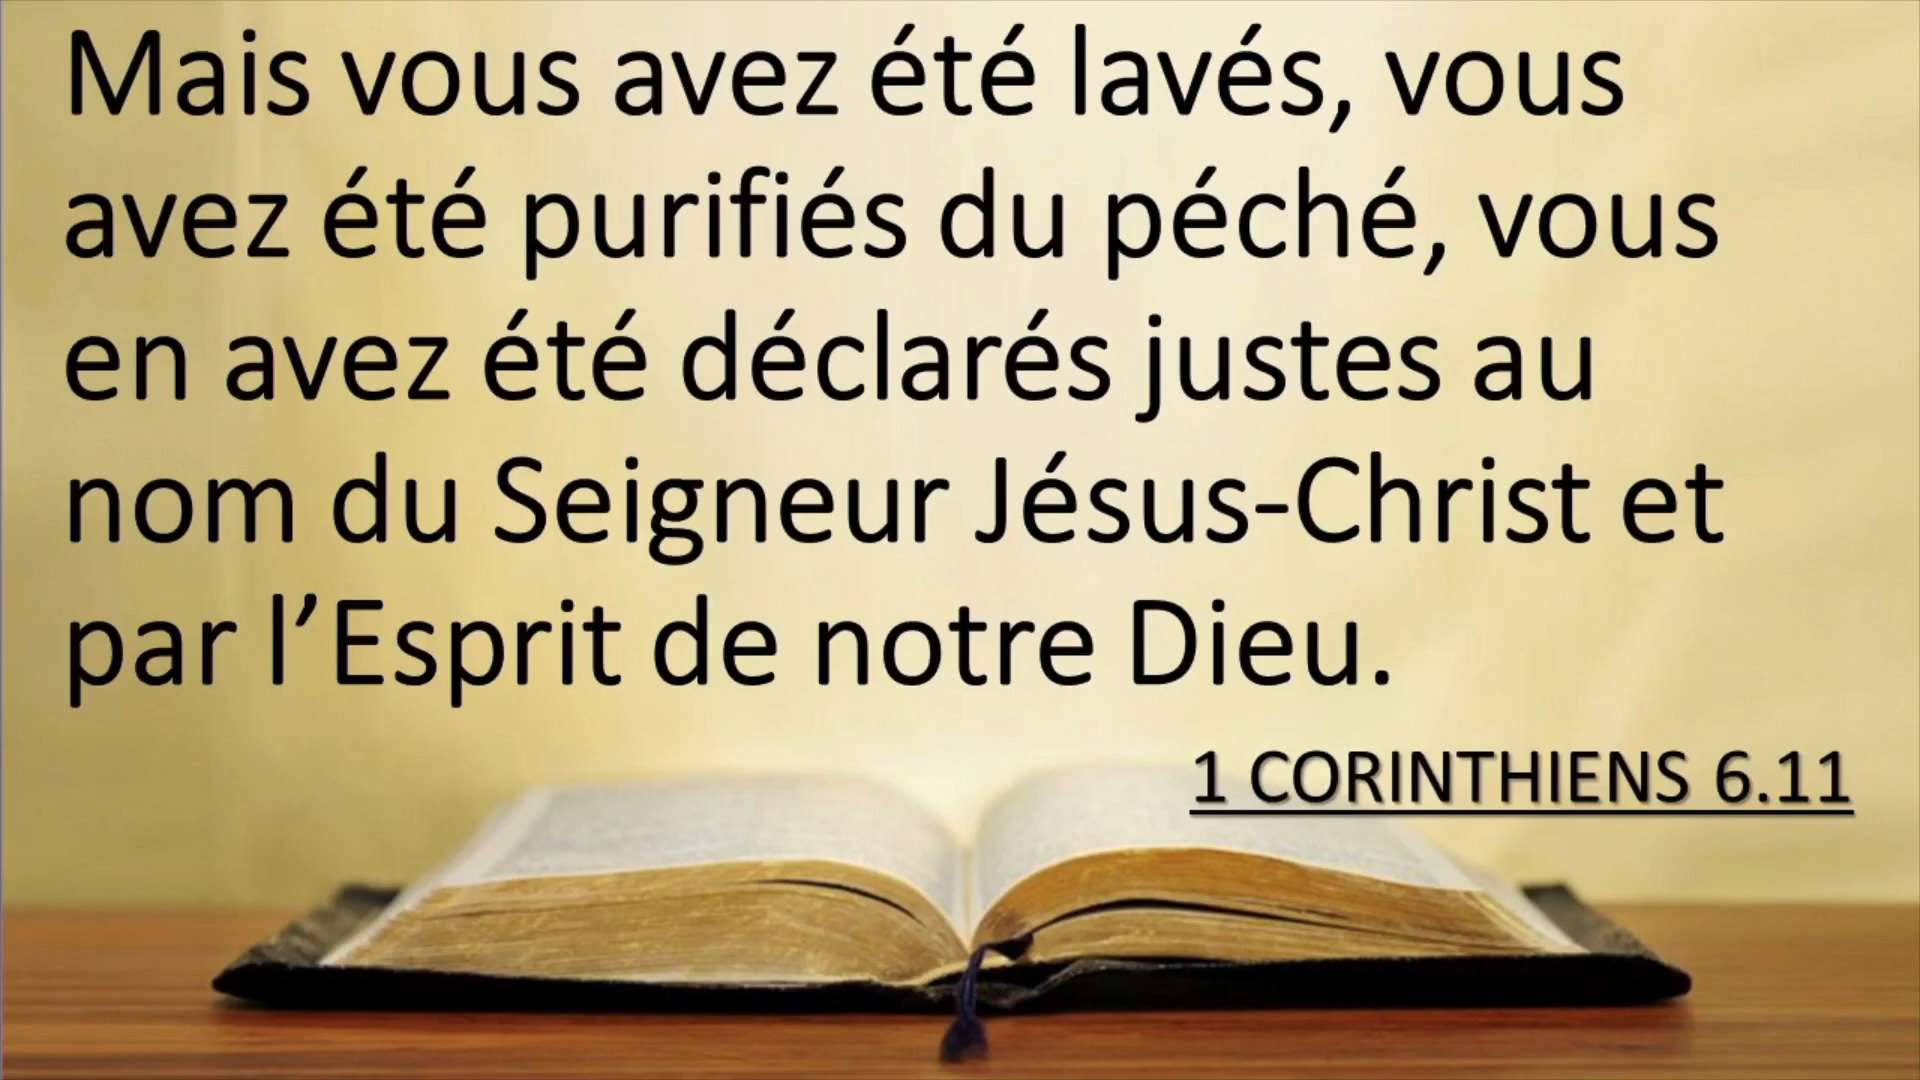 Mais vous avez été lavés, vous
avez été purifiés du péché, vous
en avez été déclarés justes au
nom du Seigneur Jésus-Christ et
par l’Esprit de notre Dieu.
1 CORINTHIENS 6.11